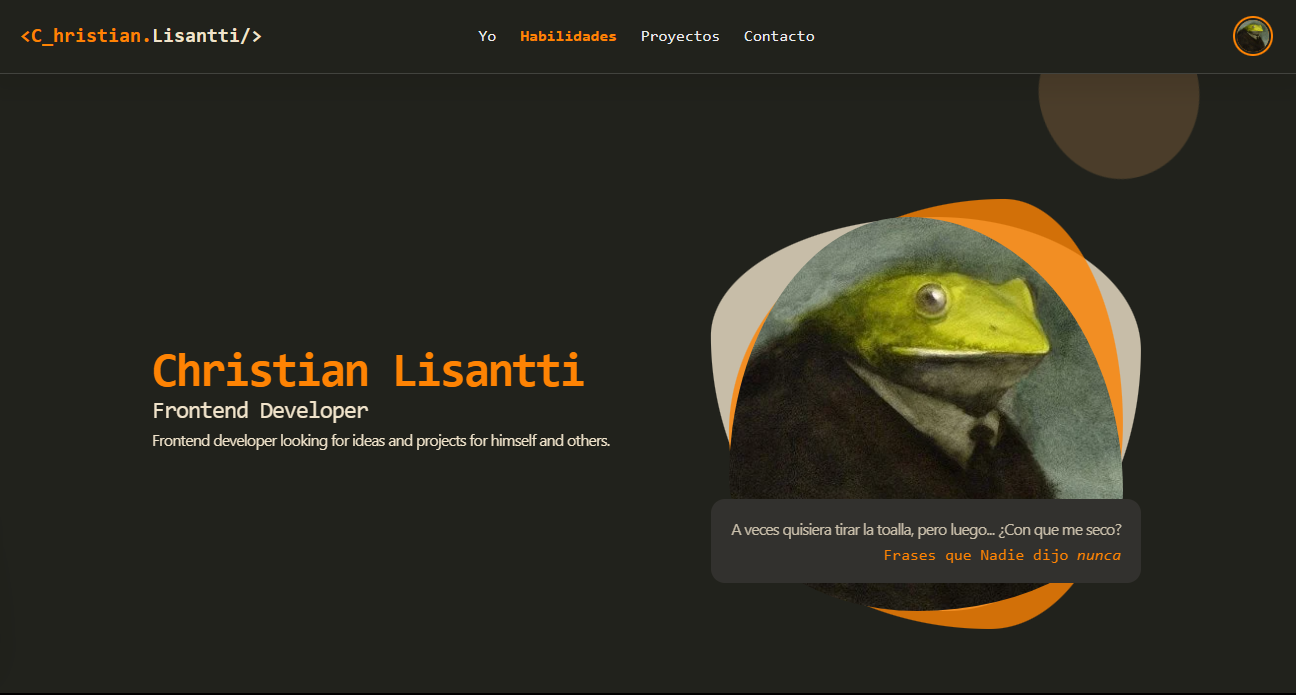 <C_hristian.Lisantti/>
Yo Habilidades Proyectos Contacto
Christian Lisantti
Frontend Developer
Frontend developer looking for ideas and projects for himself and others.
A veces quisiera tirar la toalla, pero luego... ¿Con que me seco?
Frases que Nadie dijo nunca